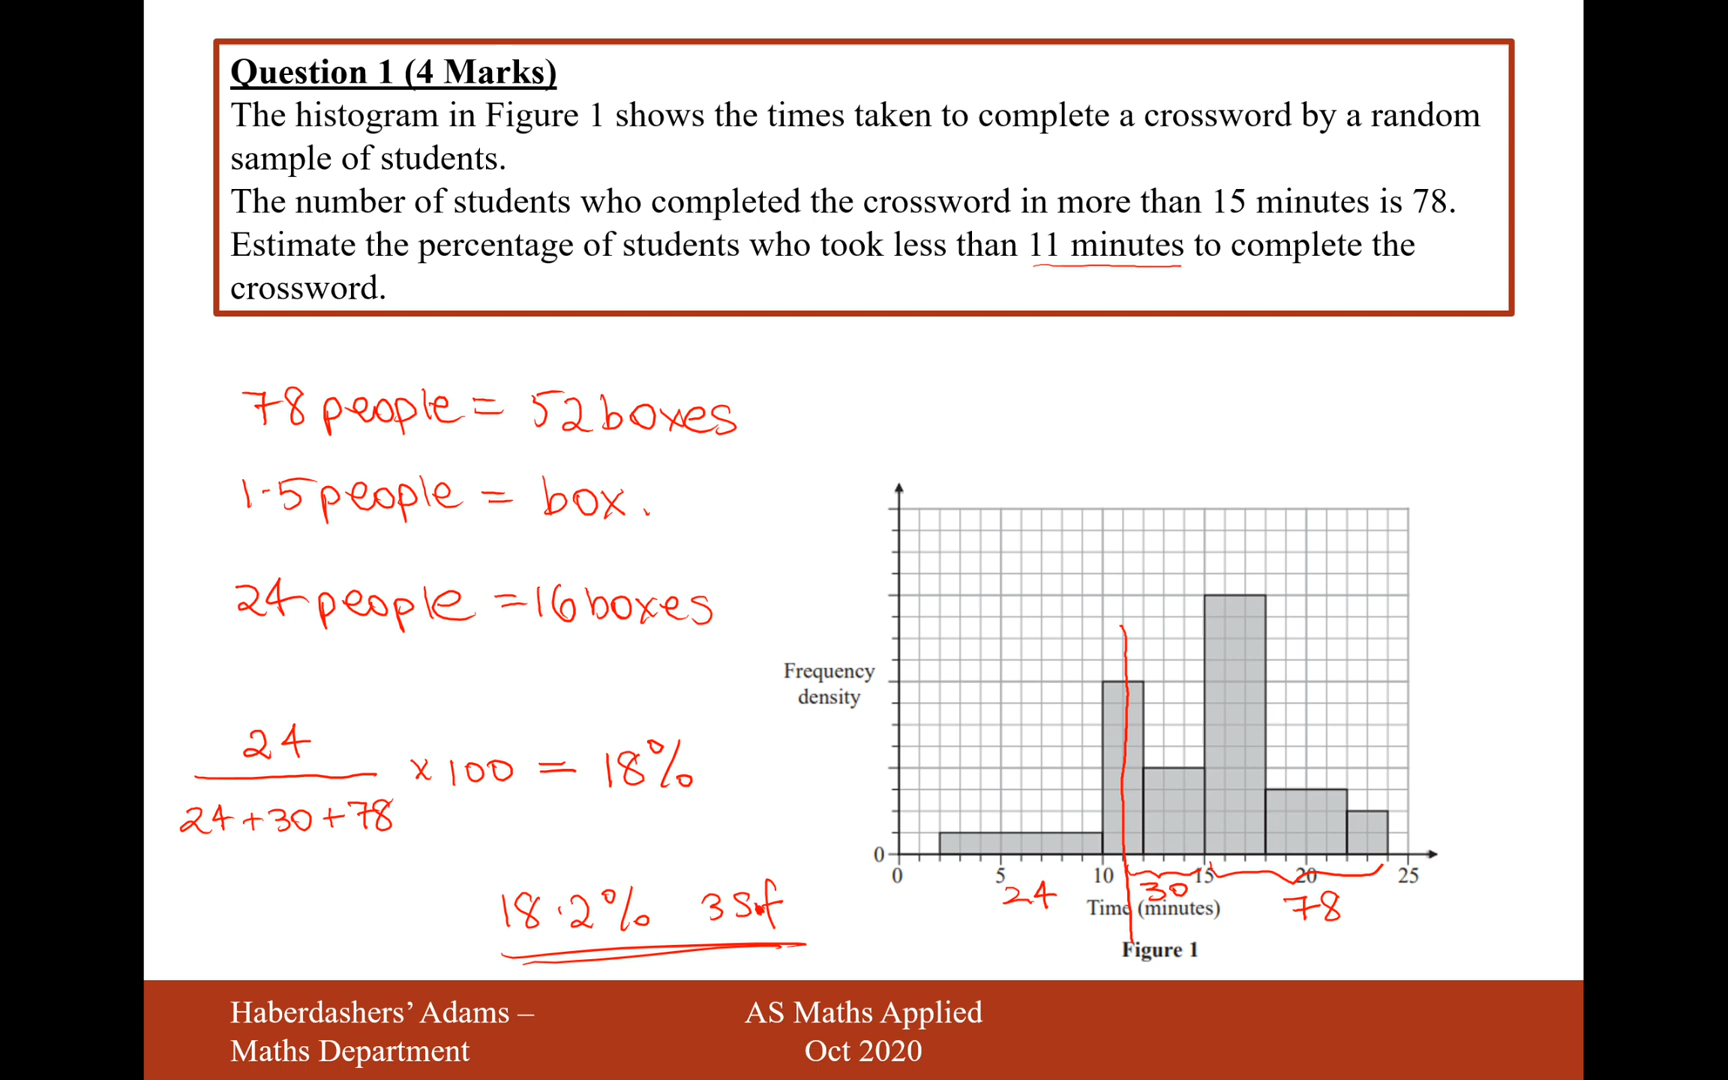 Question 1 (4 Marks)
The histogram in Figure 1 shows the times taken to complete a crossword by a random
sample of students.
The number of students who completed the crossword in more than 15 minutes is 78.
Estimate the percentage of students who took less than 11 minutes to complete the
crossword.
78 people = 52 boxes
1.5 people = box.
24 people = 16 boxes
24
24+30+78
× 100 = 18%
18.2% 3sf
Frequency
density
0
0 5 10 15 20 25
24 30 78
Time (minutes)
Figure 1
Haberdashers’ Adams –
Maths Department
AS Maths Applied
Oct 2020